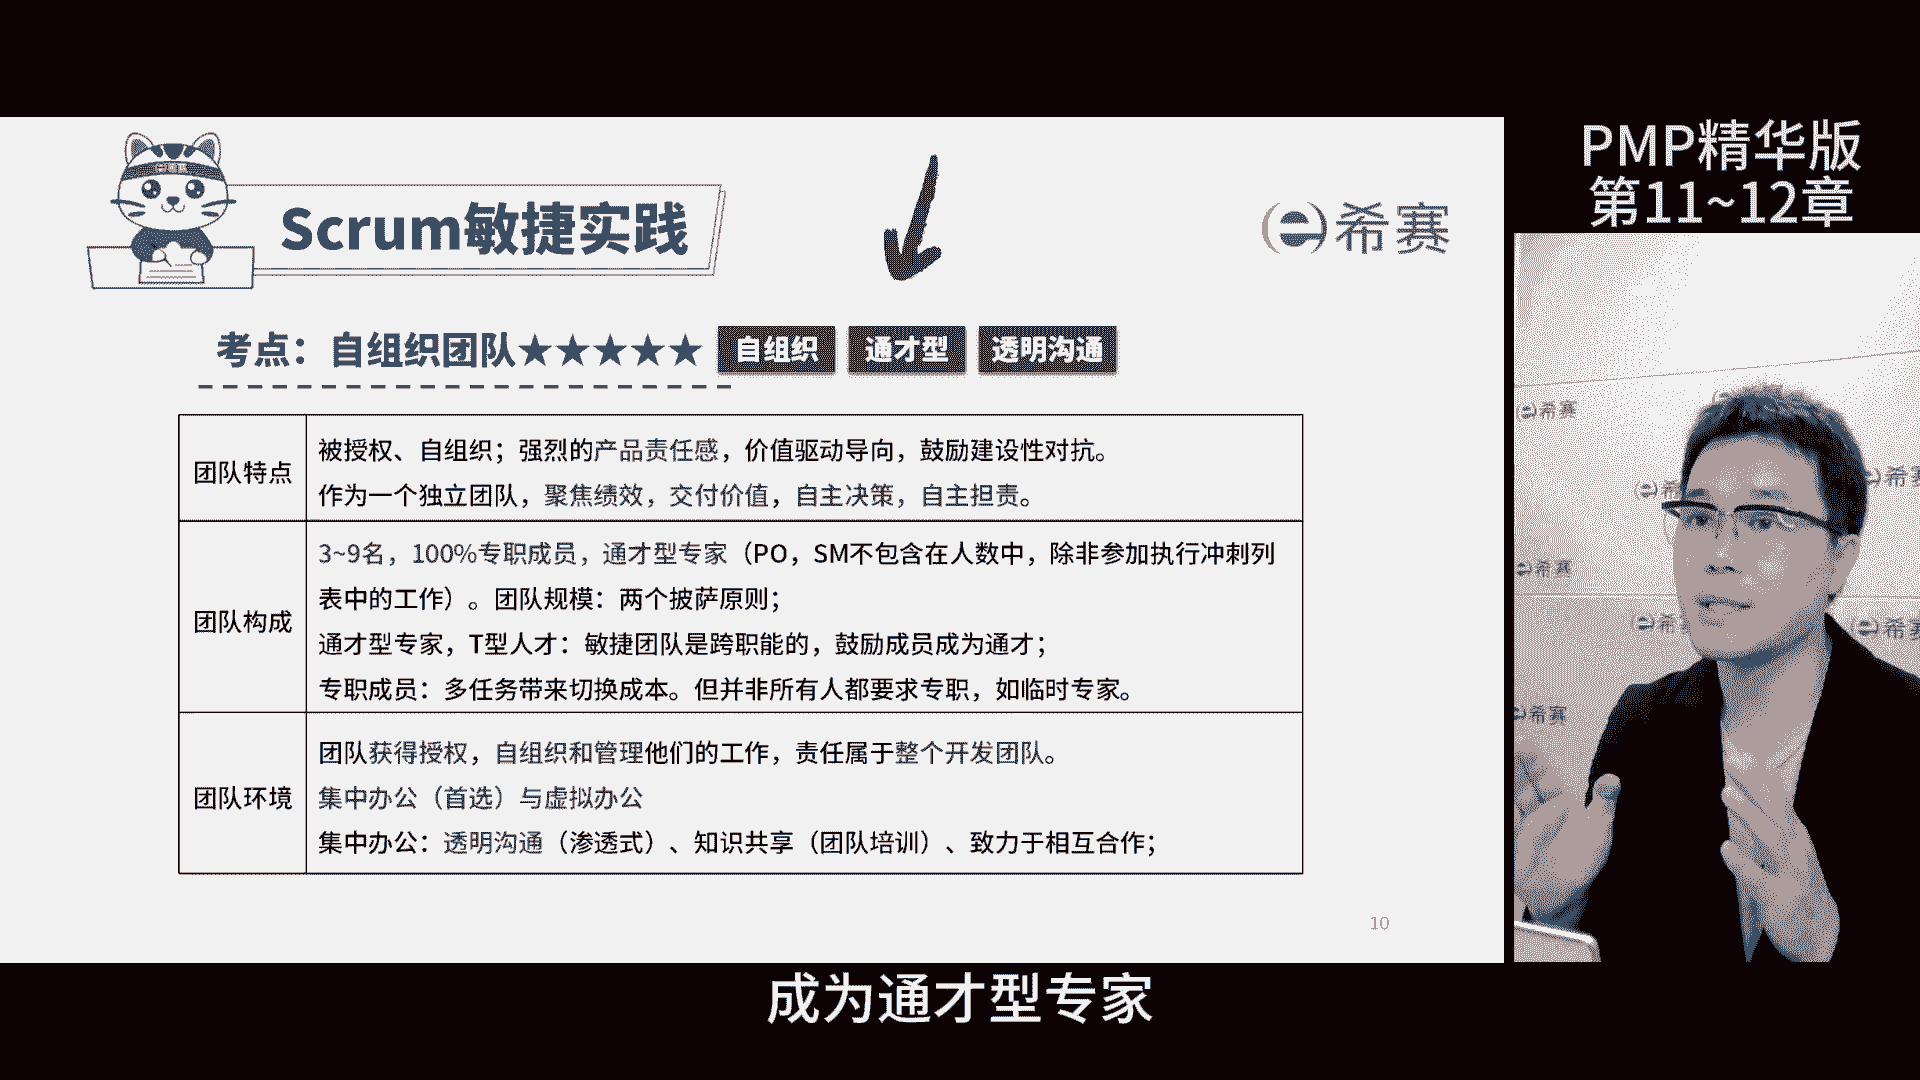 PMP精华版
第11~12章
Scrum敏捷实践
希赛
考点：自组织团队★★★★★ 自组织 通才型 透明沟通
团队特点
被授权、自组织；强烈的产品责任感，价值驱动导向，鼓励建设性对抗。
作为一个独立团队，聚焦绩效，交付价值，自主决策，自主担责。
团队构成
3~9名，100%专职成员，通才型专家（PO，SM不包含在人数中，除非参加执行冲刺列
表中的工作）。团队规模：两个披萨原则；
通才型专家，T型人才：敏捷团队是跨职能的，鼓励成员成为通才；
专职成员：多任务带来切换成本。但并非所有人都要求专职，如临时专家。
团队环境
团队获得授权，自组织和管理他们的工作，责任属于整个开发团队。
集中办公（首选）与虚拟办公
集中办公：透明沟通（渗透式）、知识共享（团队培训）、致力于相互合作；
10
希赛
希赛
希赛
希赛
希赛
希赛
希赛
成为通才型专家